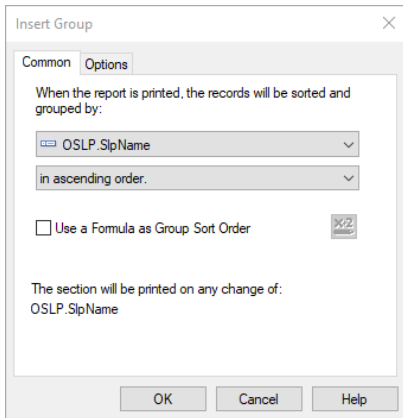 Insert Group
Common
Options
When the report is printed, the records will be sorted and
grouped by:
OSLP.SlpName
in ascending order.
Use a Formula as Group Sort Order
X·2
The section will be printed on any change of:
OSLP.SlpName
OK
Cancel
Help